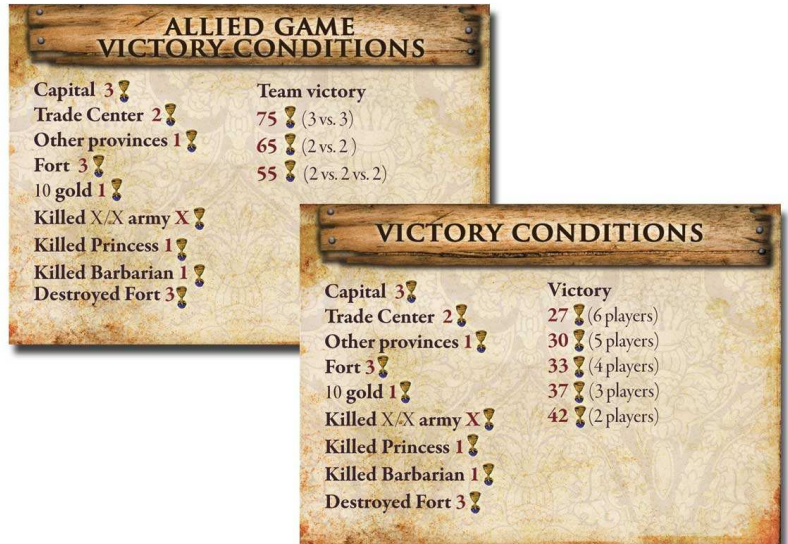 ALLIED GAME
VICTORY CONDITIONS
Capital 3
Trade Center 2
Other provinces 1
Fort 3
10 gold 1
Killed X/X army X
Killed Princess 1
Killed Barbarian 1
Destroyed Fort 3
Team victory
75 (3 vs. 3)
65 (2 vs. 2 )
55 (2 vs. 2 vs. 2)
VICTORY CONDITIONS
Capital 3
Trade Center 2
Other provinces 1
Fort 3
10 gold 1
Killed X/X army X
Killed Princess 1
Killed Barbarian 1
Destroyed Fort 3
Victory
27 (6 players)
30 (5 players)
33 (4 players)
37 (3 players)
42 (2 players)